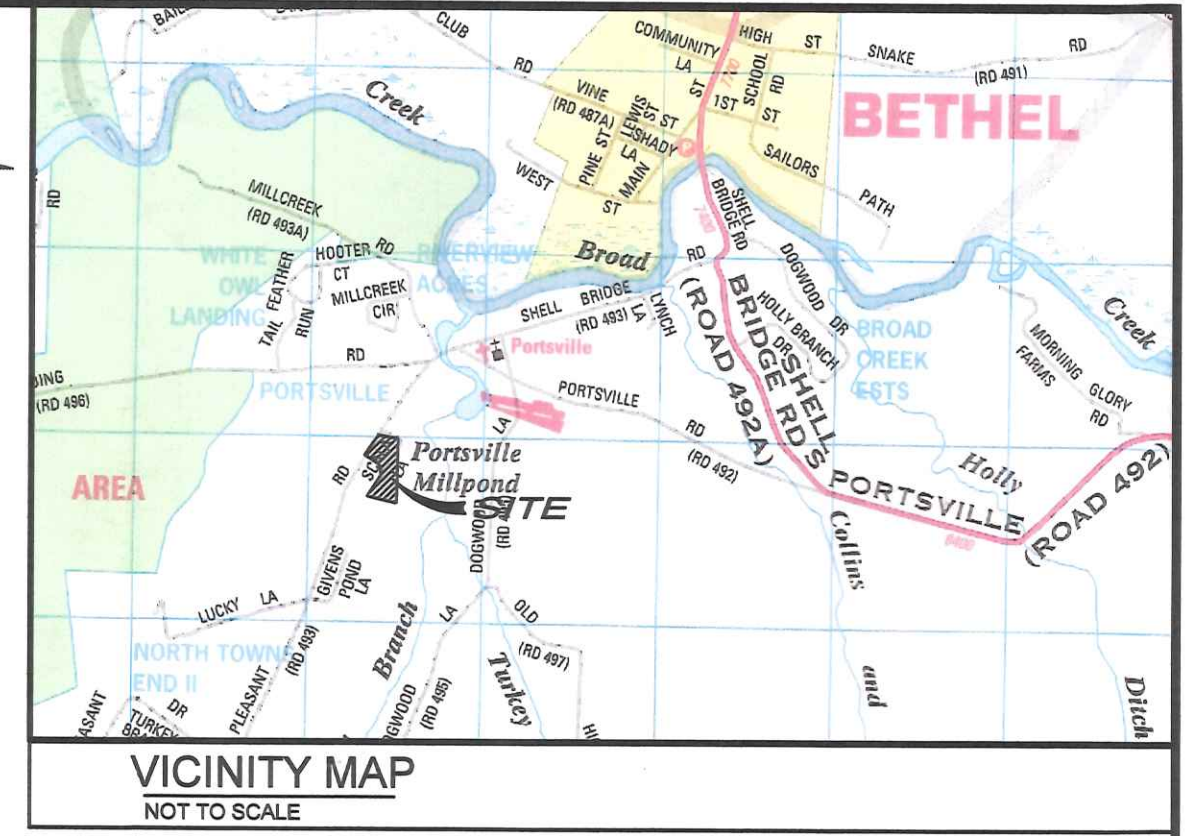 CLUB
RD
COMMUNITY
LA
HIGH ST
SNAKE RD
(RD 491)
BETHEL
VINE ST
(RD 487A)
LEWIS ST
SHADY LA
PINE ST
MAIN ST
1ST ST
SCHOOL RD
SAILORS PATH
WEST ST
Creek
Broad
MILLCREEK RD
(RD 493A)
RD
WHITE OWL LANDING
HOOTER CT
TAIL FEATHER RUN
MILLCREEK CIR
RIVERVIEW ACRES
SHELL BRIDGE RD
(RD 493)
LYNCH LA
SHELL BRIDGE RD
7400
DOGWOOD DR
HOLLY BRANCH DR
SHELL
BRIDGE RD'S
(ROAD 492A)
BROAD CREEK ESTS
Creek
MORNING GLORY RD
FARMS
RD
(RD 496)
PORTSVILLE
Portsville
PORTSVILLE RD
(RD 492)
LA
AREA
RD
Portsville
Millpond
SITE
DOGWOOD
PORTSVILLE
(ROAD 492)
Holly
Collins
and
Ditch
LUCKY LA
GIVENS POND LA
PLEASANT
(RD 493)
NORTH TOWNS END II
Branch
DOGWOOD LA
(RD 495)
OLD
(RD 497)
Turkey
TURKEY
DR
VICINITY MAP
NOT TO SCALE